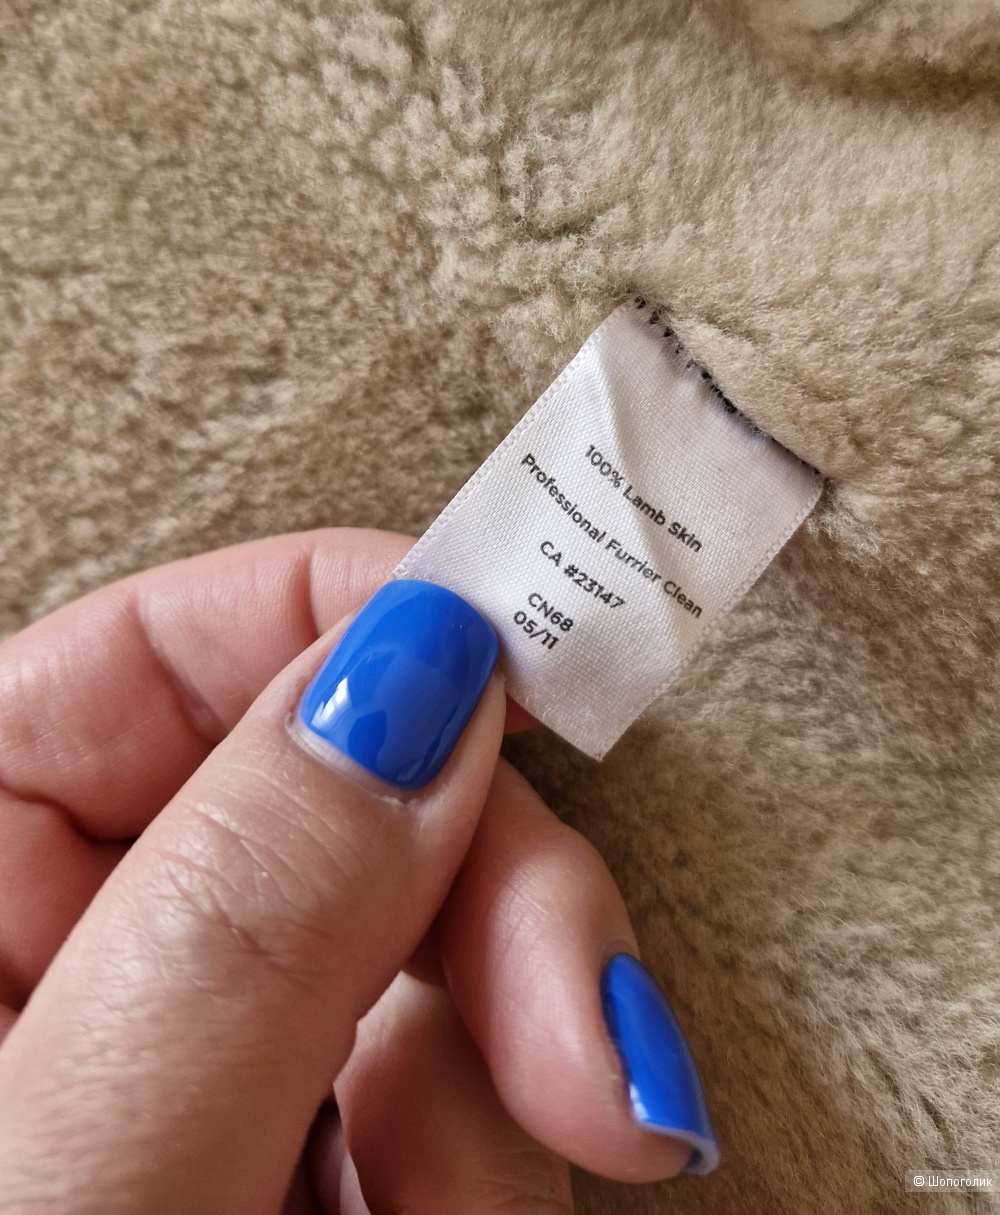 100% Lamb Skin
Professional Furrier Clean
CA #23147
CN68
05/11
© Шопоголик